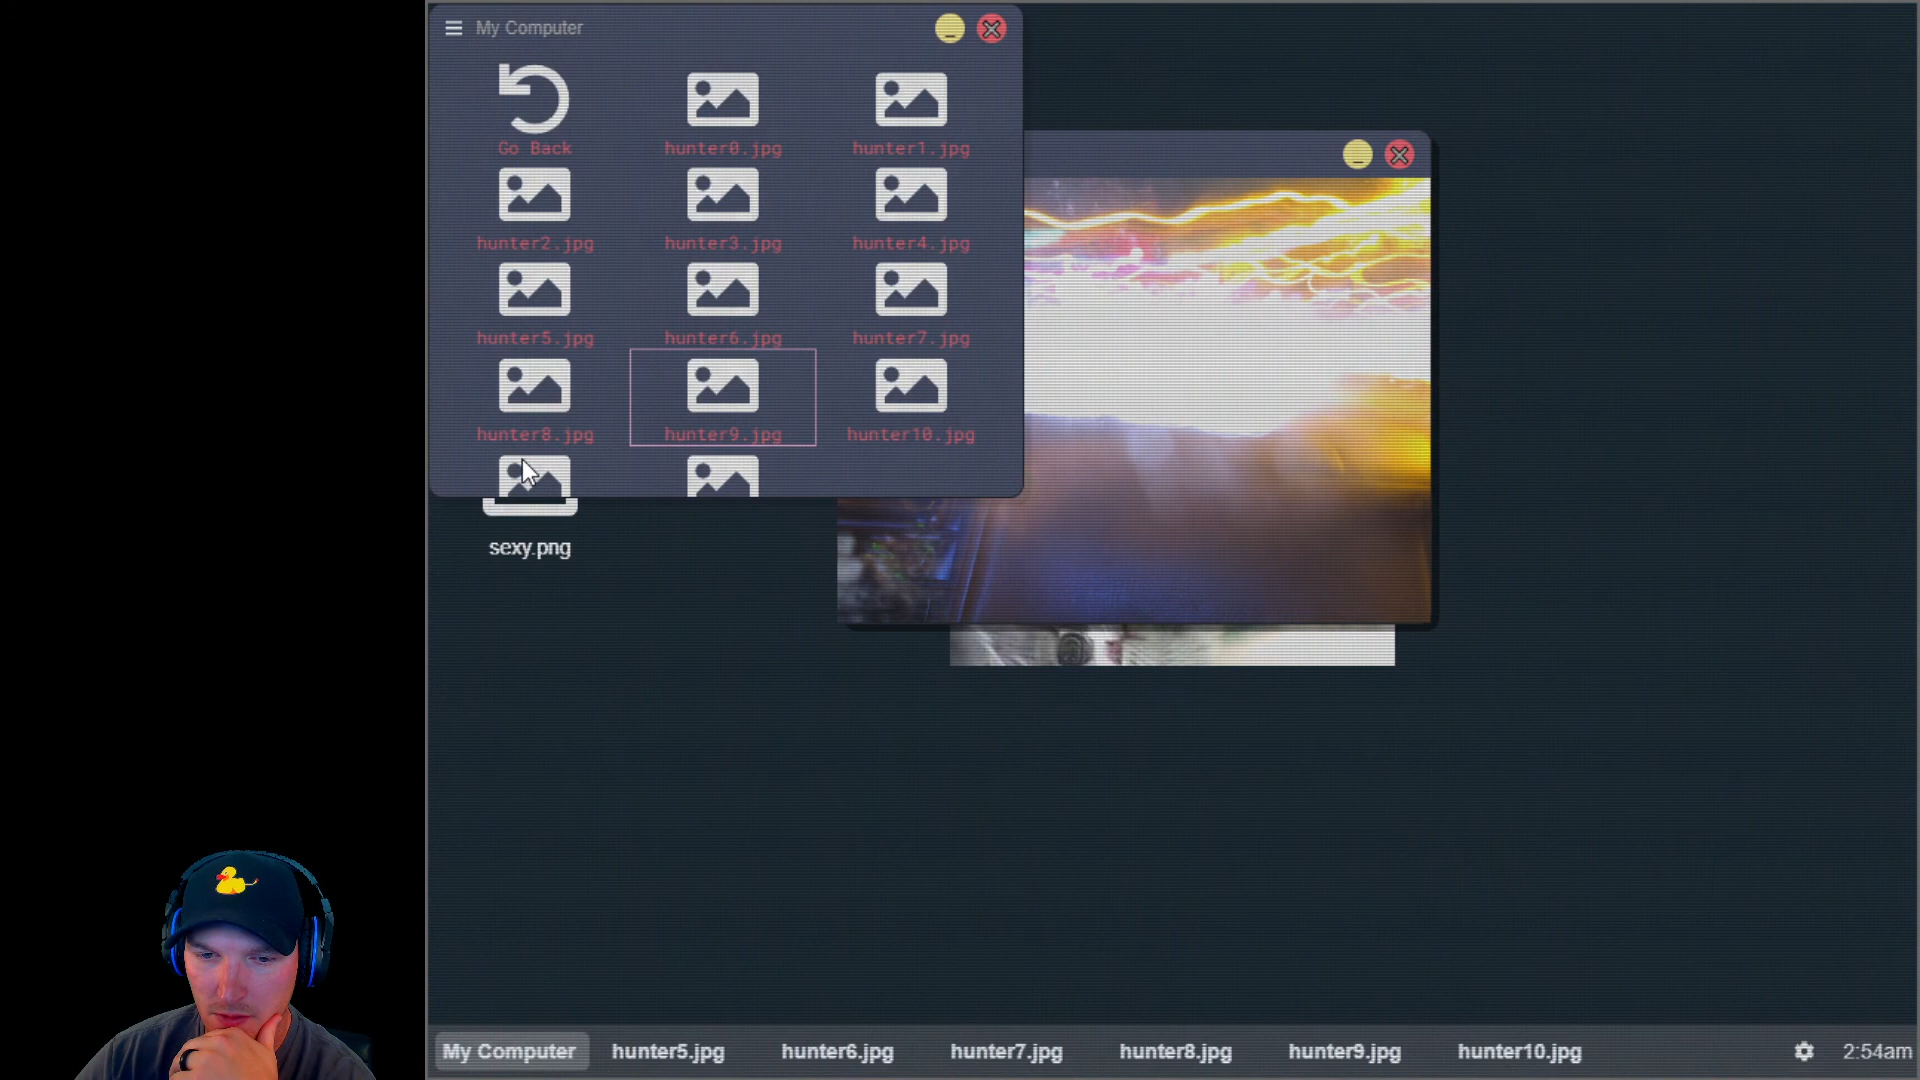 My Computer
Go Back
hunter0.jpg
hunter1.jpg
hunter2.jpg
hunter3.jpg
hunter4.jpg
hunter5.jpg
hunter6.jpg
hunter7.jpg
hunter8.jpg
hunter9.jpg
hunter10.jpg
sexy.png
My Computer
hunter5.jpg
hunter6.jpg
hunter7.jpg
hunter8.jpg
hunter9.jpg
hunter10.jpg
2:54am